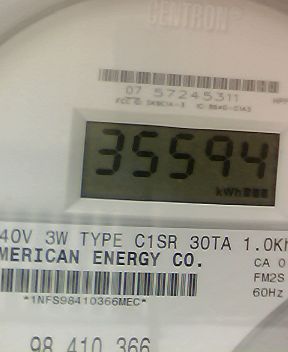 CENTRON
07 57245311
35594
kWh
40V 3W TYPE C1SR 30TA 1.0Kh
MERICAN ENERGY CO.
CA 0
FM2S
60Hz
*1NFS98410366MEC*
98 410 366